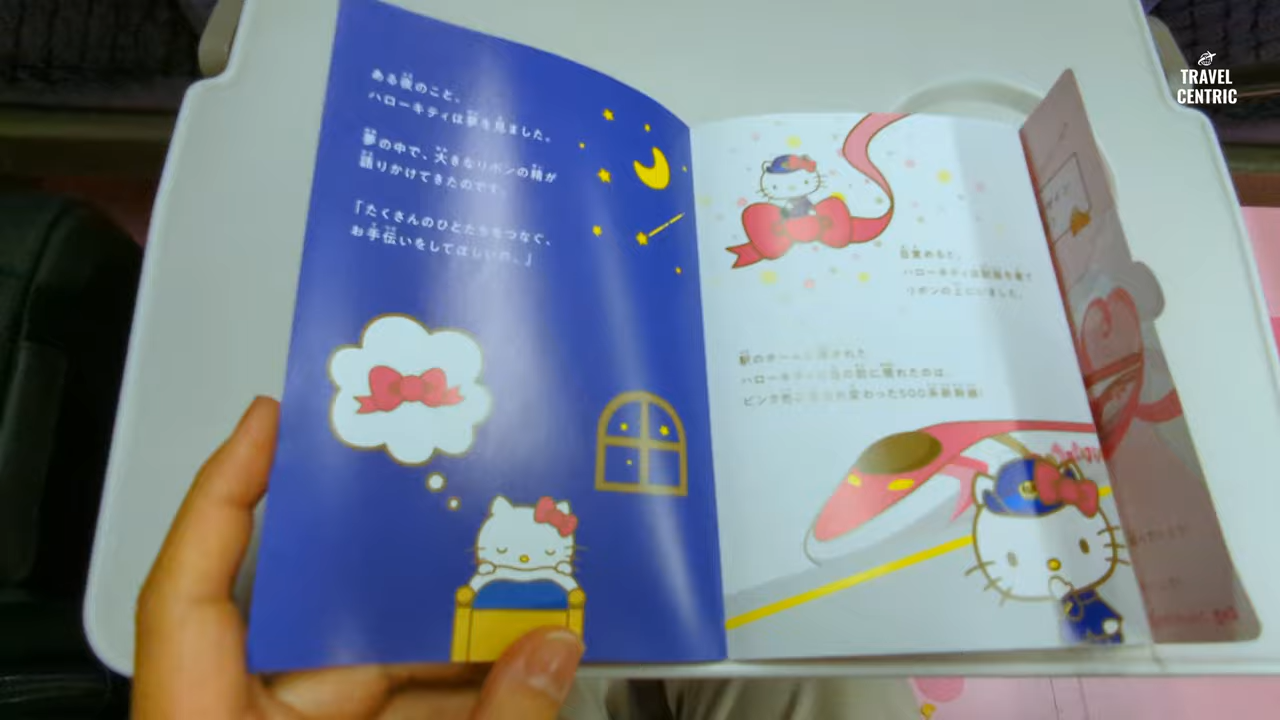 ある夜のこと、
ハローキティは夢を見ました。
夢の中で、大きなリボンの精が
語りかけてきたのです。
「たくさんのひとたちをつなぐ、
お手伝いをしてほしいの。」
目覚めると、
ハローキティは制服を着て
リボンの上にいました。
駅のホームに
ハローキティの前に現れたのは
ピンク色に変わった500系新幹線!
TRAVEL
CENTRIC